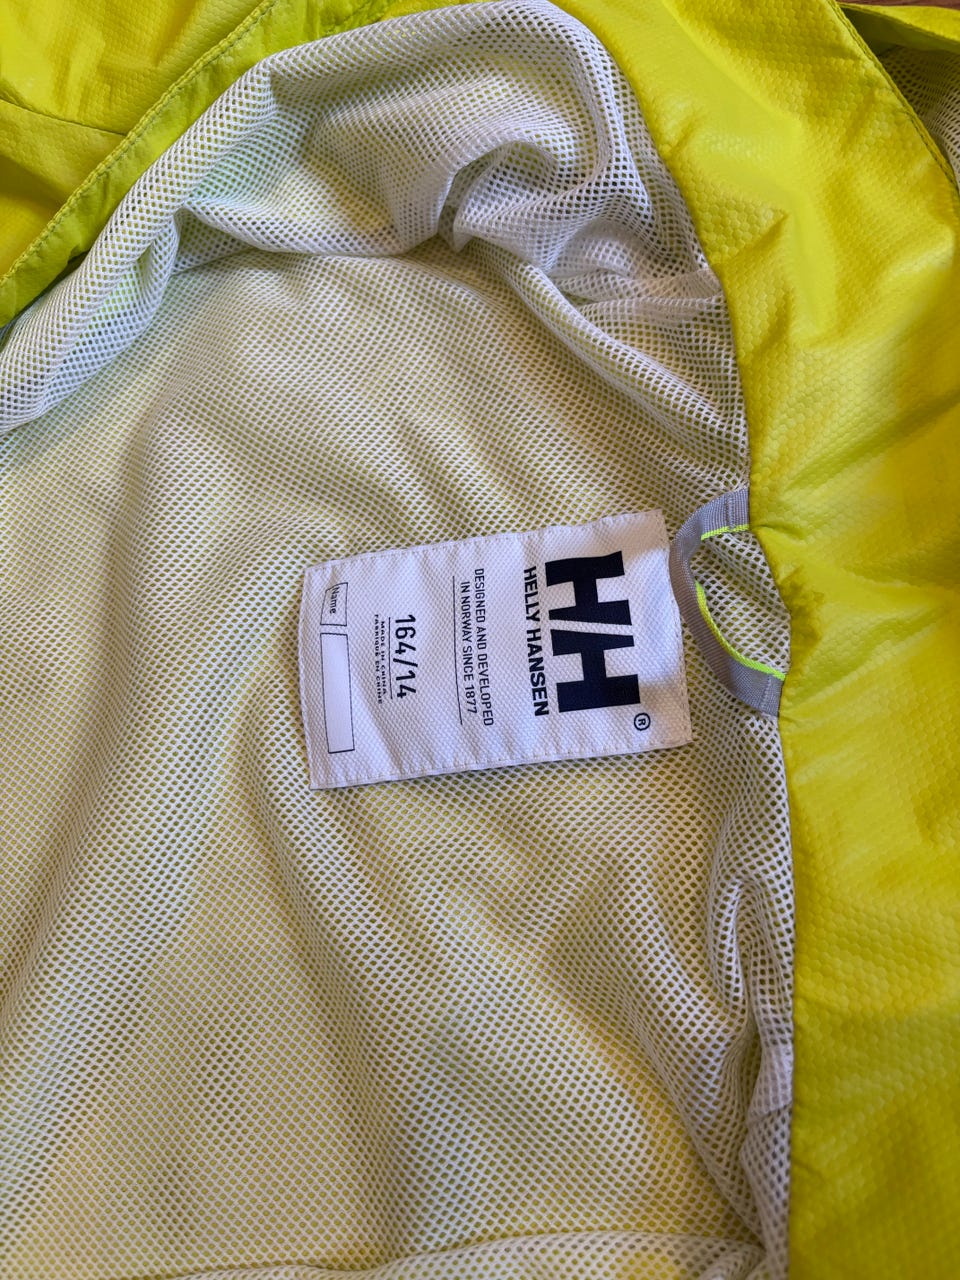 HH®
HELLY HANSEN
DESIGNED AND DEVELOPED
IN NORWAY SINCE 1877
164/14
MADE IN CHINA
FABRIQUÉ EN CHINE
Name